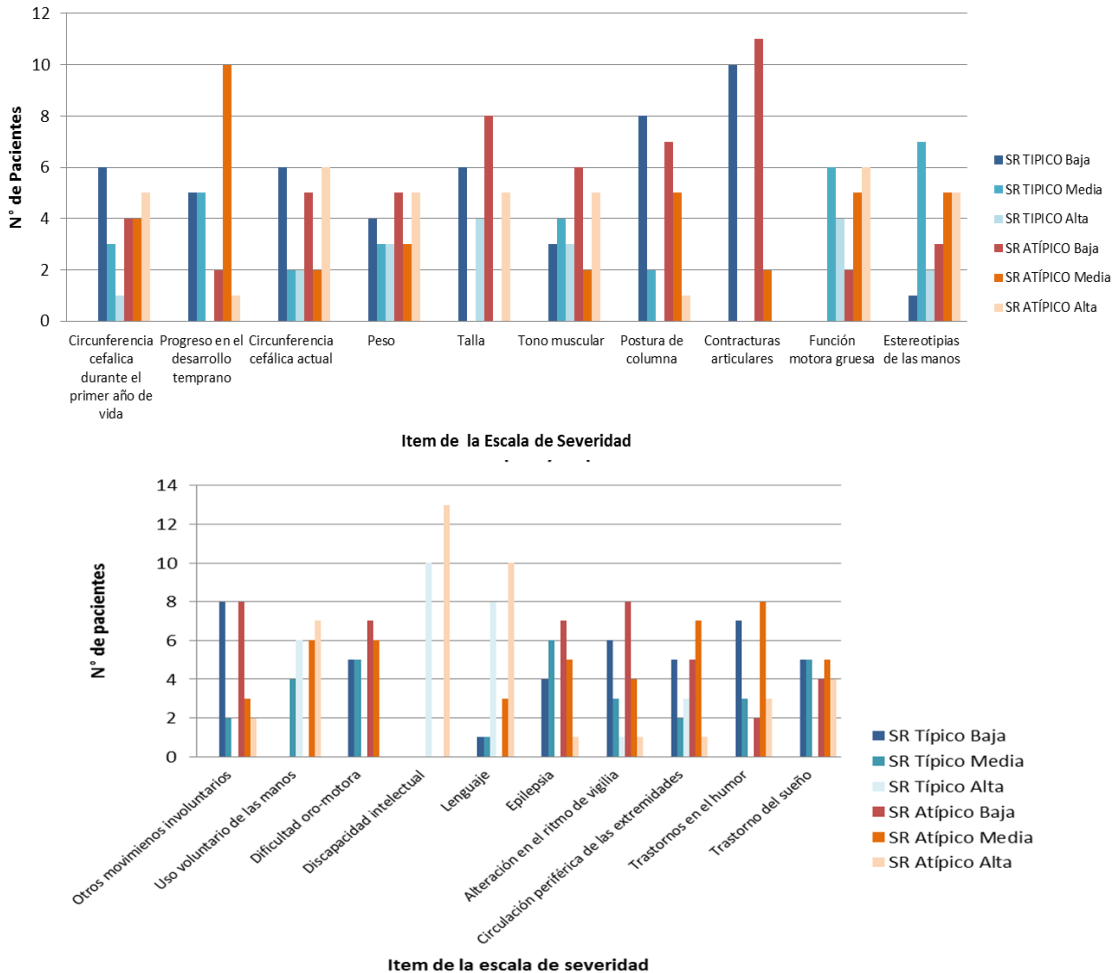 12
10
8
6
4
2
0
N° de Pacientes
Circunferencia
cefalica
durante el
primer año de
vida
Progreso en el
desarrollo
temprano
Circunferencia
cefálica actual
Peso
Talla
Tono muscular
Postura de
columna
Contracturas
articulares
Función
motora gruesa
Estereotipias
de las manos
Item de la Escala de Severidad
SR TIPICO Baja
SR TIPICO Media
SR TIPICO Alta
SR ATÍPICO Baja
SR ATÍPICO Media
SR ATÍPICO Alta
14
12
10
8
6
4
2
0
N° de pacientes
Otros movimienos involuntarios
Uso voluntario de las manos
Dificultad oro-motora
Discapacidad intelectual
Lenguaje
Epilepsia
Alteración en el ritmo de vigilia
Circulación periférica de las extremidades
Trastornos en el humor
Trastorno del sueño
Item de la escala de severidad
SR Típico Baja
SR Típico Media
SR Típico Alta
SR Atípico Baja
SR Atípico Media
SR Atípico Alta